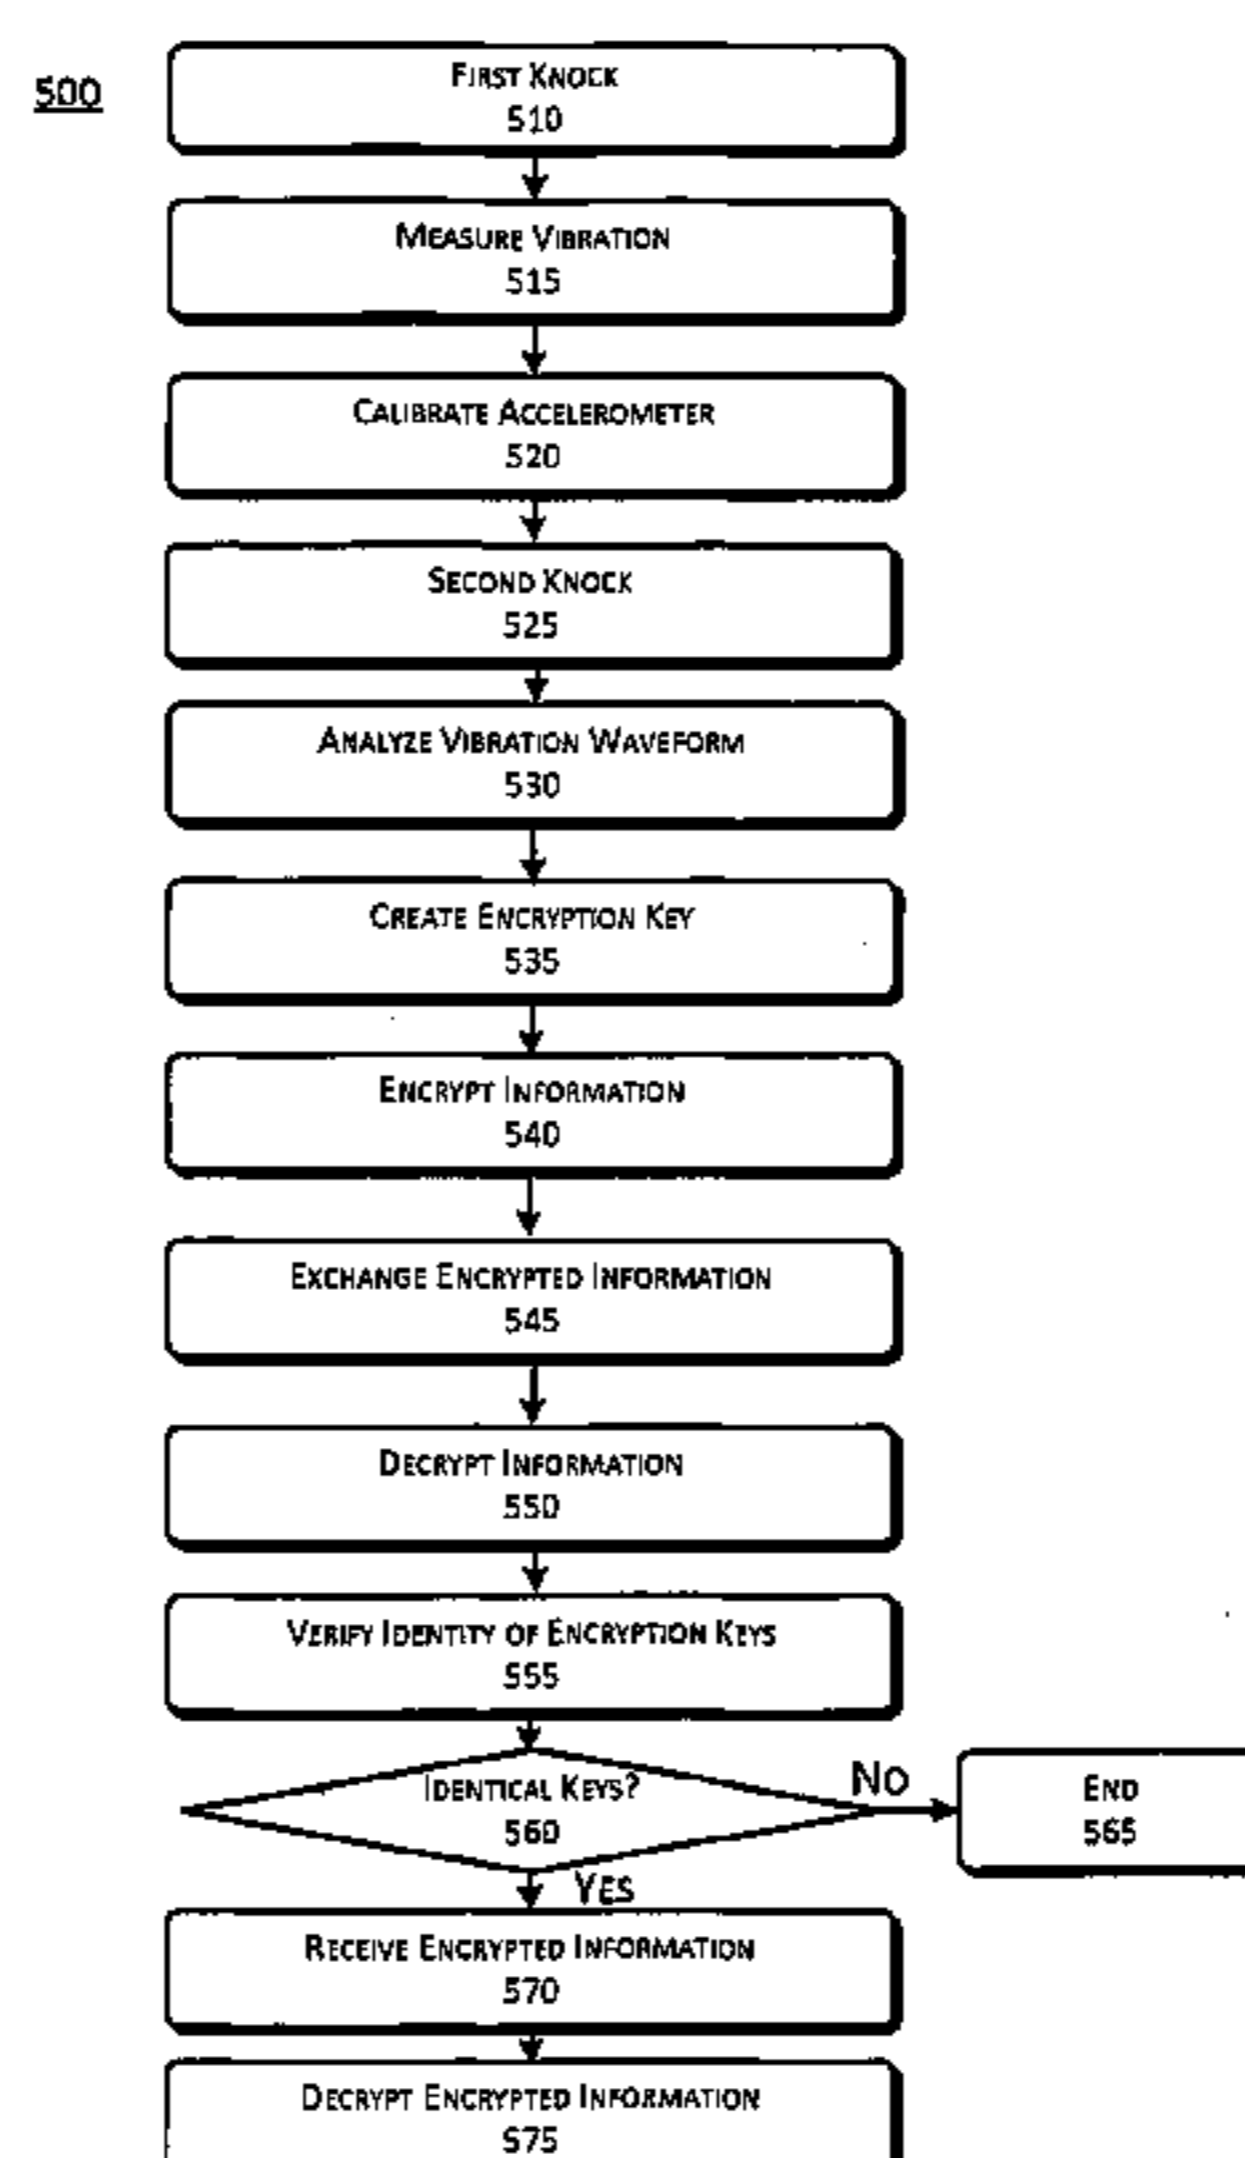 500
FIRST KNOCK
510
MEASURE VIBRATION
515
CALIBRATE ACCELEROMETER
520
SECOND KNOCK
525
ANALYZE VIBRATION WAVEFORM
530
CREATE ENCRYPTION KEY
535
ENCRYPT INFORMATION
540
EXCHANGE ENCRYPTED INFORMATION
545
DECRYPT INFORMATION
550
VERIFY IDENTITY OF ENCRYPTION KEYS
555
IDENTICAL KEYS?
560
NO
END
565
YES
RECEIVE ENCRYPTED INFORMATION
570
DECRYPT ENCRYPTED INFORMATION
575